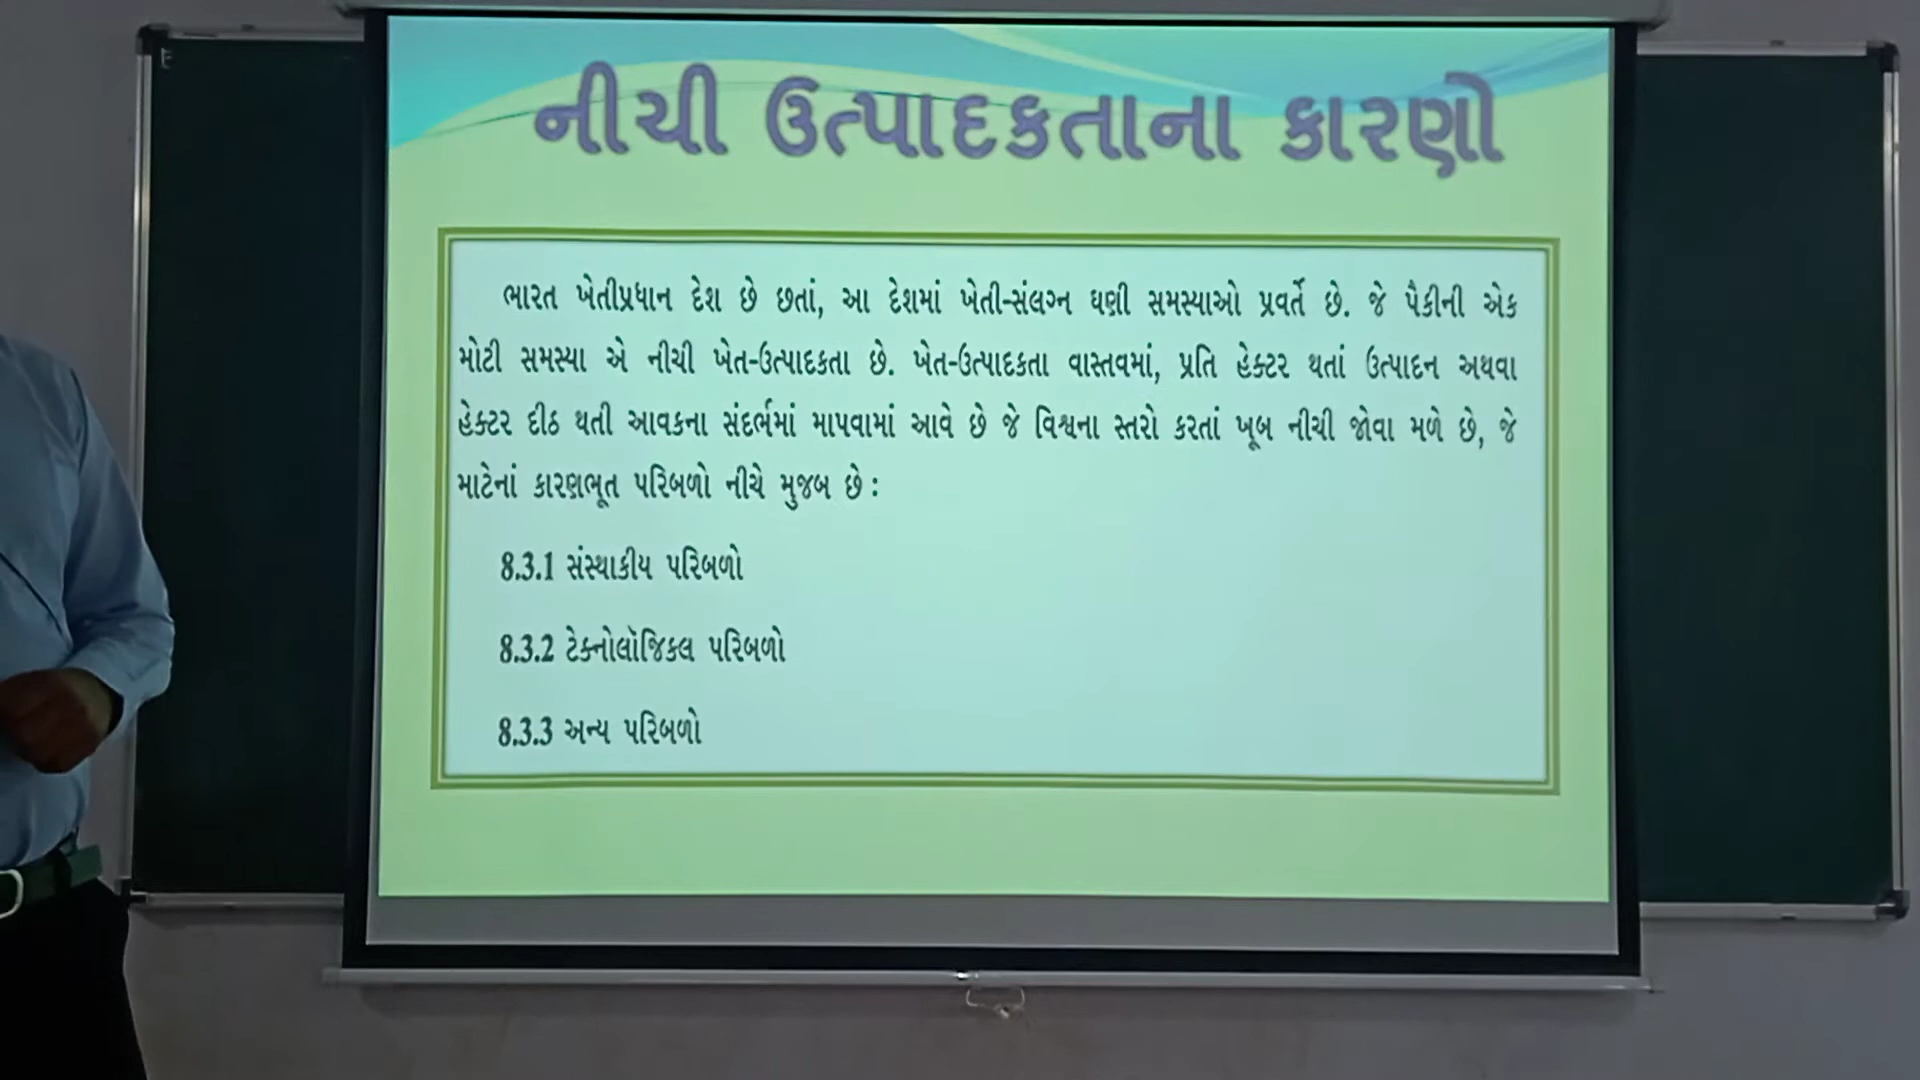 નીચી ઉત્પાદકતાના કારણો
ભારત ખેતીપ્રધાન દેશ છે છતાં, આ દેશમાં ખેતી-સંલગ્ન ઘણી સમસ્યાઓ પ્રવર્તે છે. જે પૈકીની એક
મોટી સમસ્યા એ નીચી ખેત-ઉત્પાદકતા છે. ખેત-ઉત્પાદકતા વાસ્તવમાં, પ્રતિ હેક્ટર થતાં ઉત્પાદન અથવા
હેક્ટર દીઠ થતી આવકના સંદર્ભમાં માપવામાં આવે છે જે વિશ્વના સ્તરો કરતાં ખૂબ નીચી જોવા મળે છે, જે
માટેનાં કારણભૂત પરિબળો નીચે મુજબ છે :
8.3.1 સંસ્થાકીય પરિબળો
8.3.2 ટેક્નોલૉજિકલ પરિબળો
8.3.3 અન્ય પરિબળો